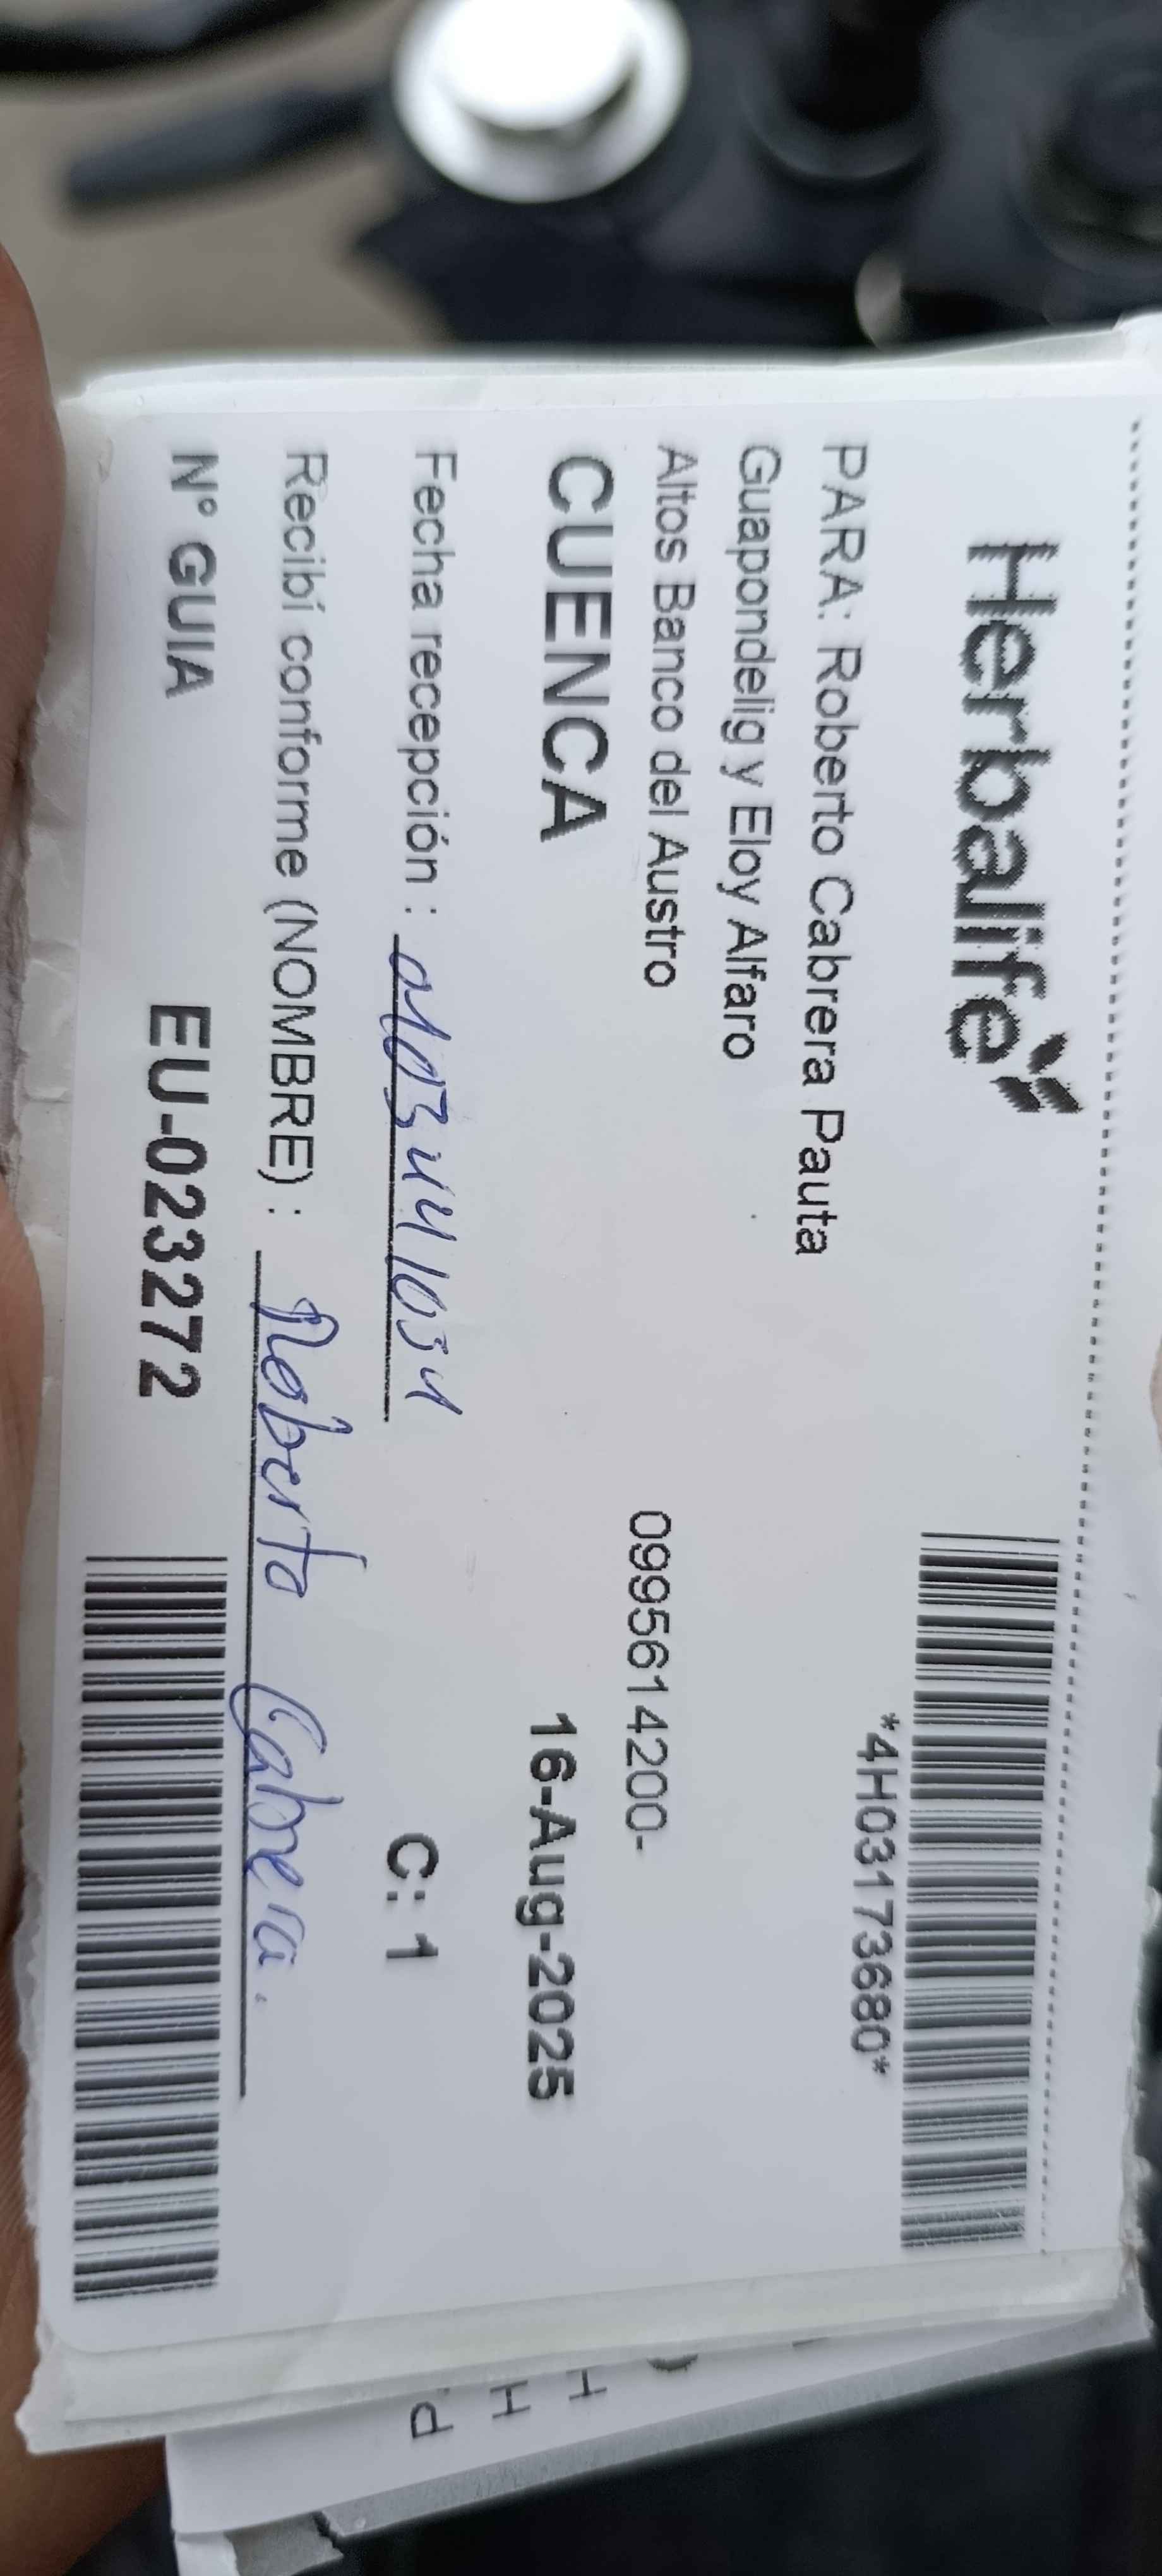 Herbalife
*4H03173680*
PARA: Roberto Cabrera Pauta
Guapondelig y Eloy Alfaro
Altos Banco del Austro
0995614200-
CUENCA
16-Aug-2025
Fecha recepción :
C: 1
Recibí conforme (NOMBRE) : Roberto Cabrera.
N° GUIA EU-023272